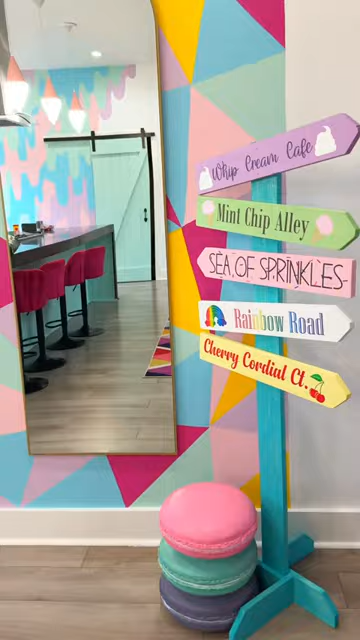 Whip Cream Cafe
Mint Chip Alley
SEA OF SPRINKLES
Rainbow Road
Cherry Cordial Ct.